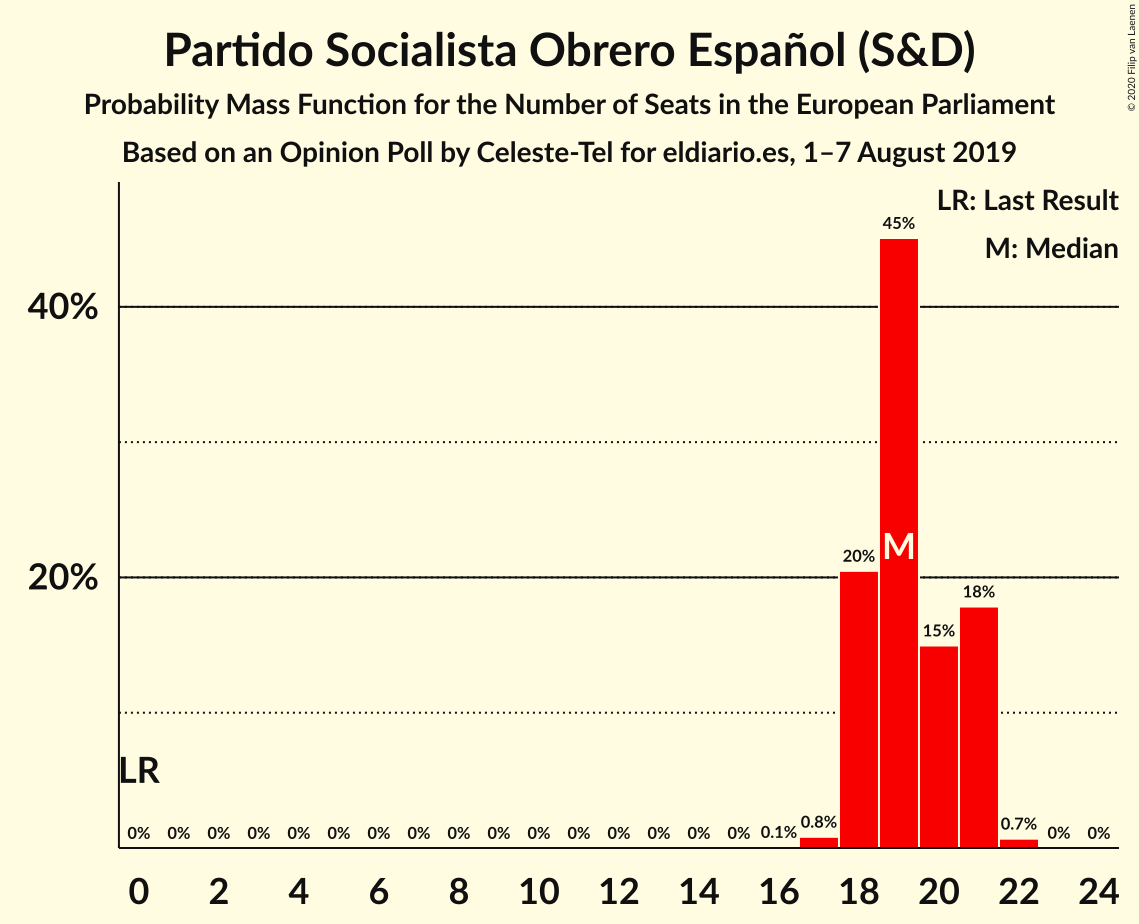 Partido Socialista Obrero Español (S&D)
Probability Mass Function for the Number of Seats in the European Parliament
Based on an Opinion Poll by Celeste-Tel for eldiario.es, 1–7 August 2019
© 2020 Filip van Laenen
LR: Last Result
M: Median
45%
40%
M
20%
20%
18%
15%
LR
0% 0% 0% 0% 0% 0% 0% 0% 0% 0% 0% 0% 0% 0% 0% 0% 0.1% 0.8% 0.7% 0% 0%
0 2 4 6 8 10 12 14 16 18 20 22 24